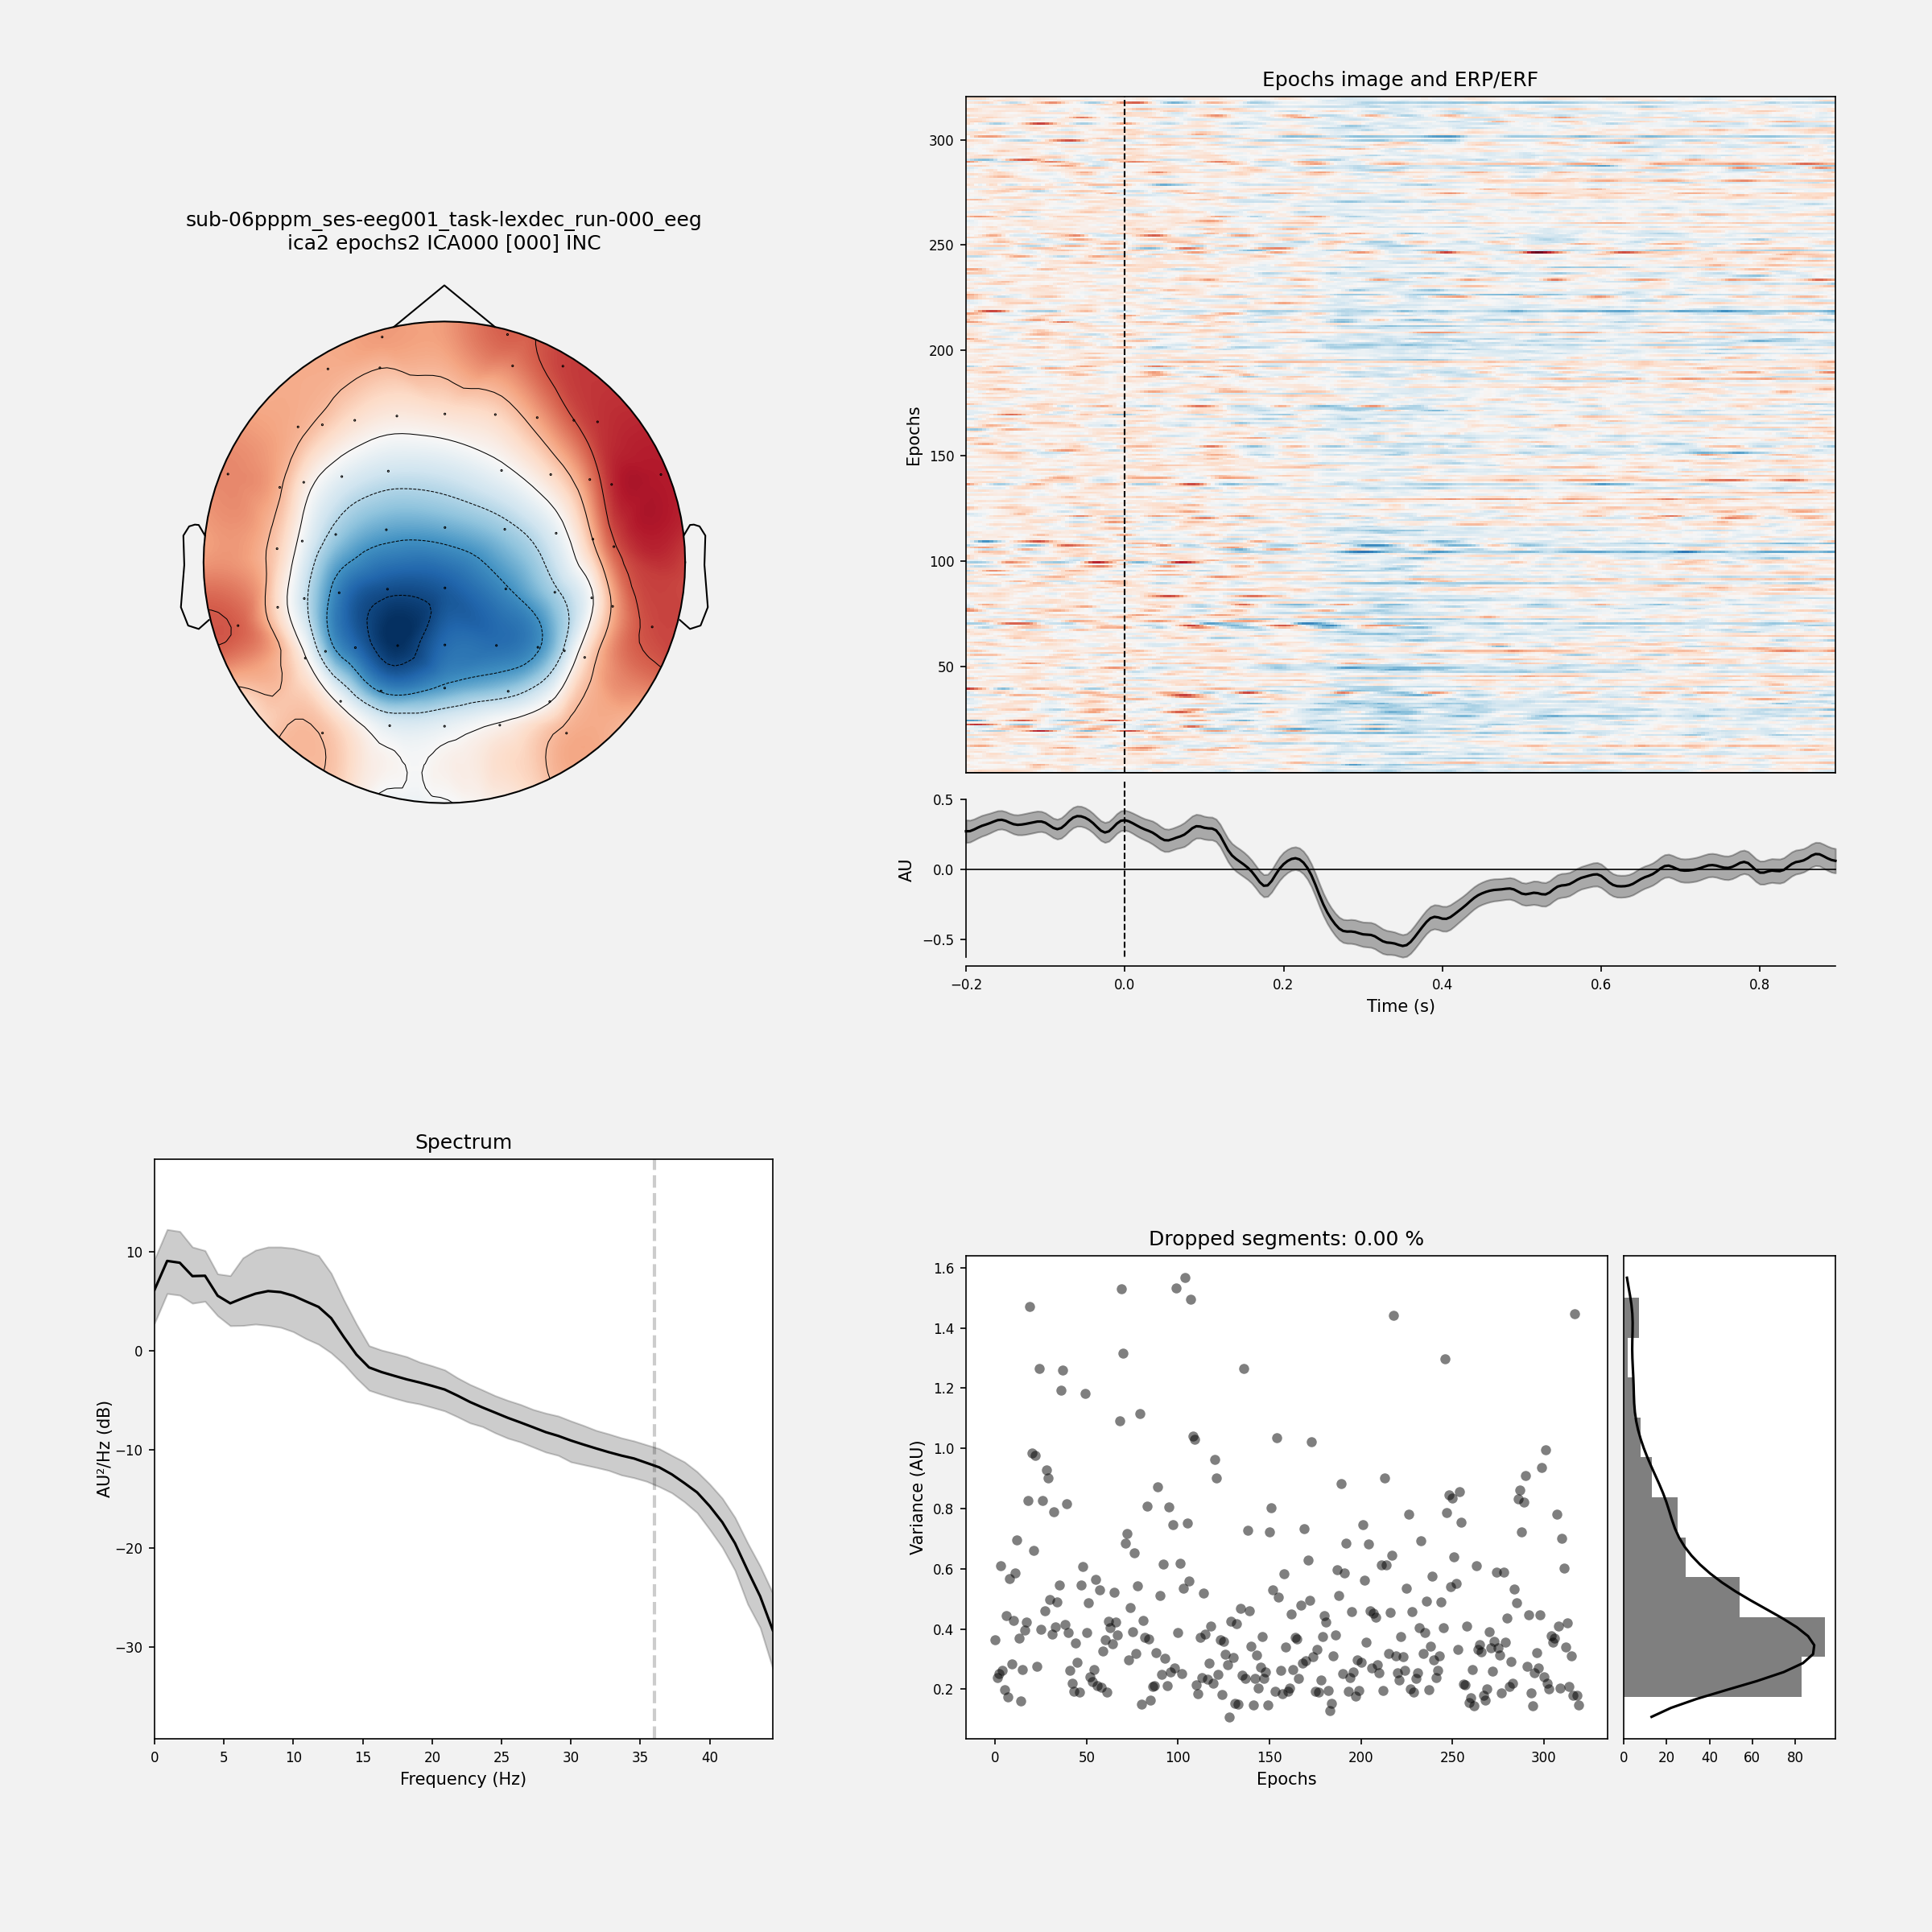 sub-06pppm_ses-eeg001_task-lexdec_run-000_eeg
ica2 epochs2 ICA000 [000] INC
Epochs image and ERP/ERF
300
250
200
150
100
50
Epochs
0.5
0.0
−0.5
AU
−0.2 0.0 0.2 0.4 0.6 0.8
Time (s)
Spectrum
10
0
−10
−20
−30
AU²/Hz (dB)
0 5 10 15 20 25 30 35 40
Frequency (Hz)
Dropped segments: 0.00 %
1.6
1.4
1.2
1.0
0.8
0.6
0.4
0.2
Variance (AU)
0 50 100 150 200 250 300
Epochs
0 20 40 60 80